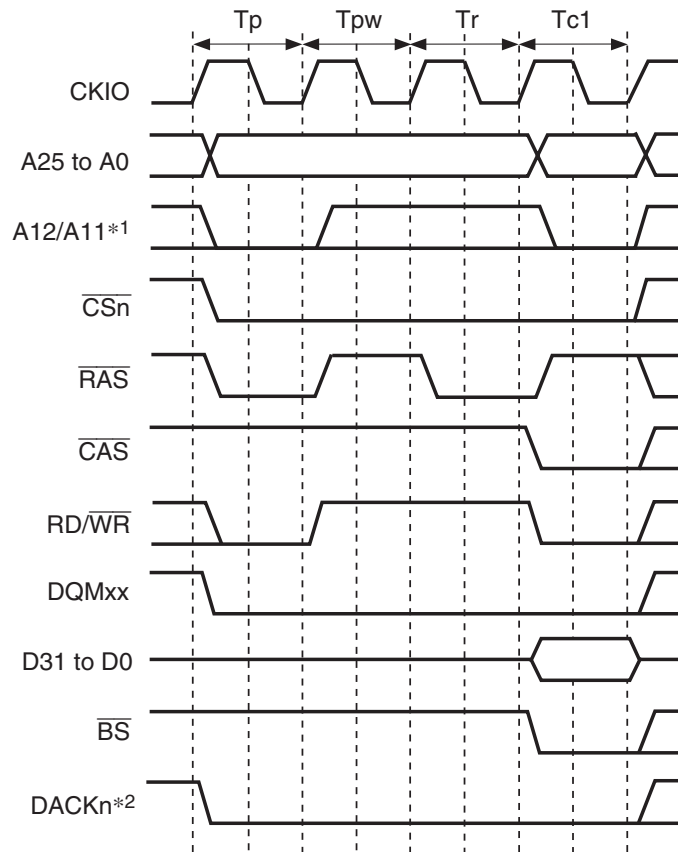 Tp Tpw Tr Tc1
CKIO
A25 to A0
A12/A11*1
CSn
RAS
CAS
RD/WR
DQMxx
D31 to D0
BS
DACKn*2